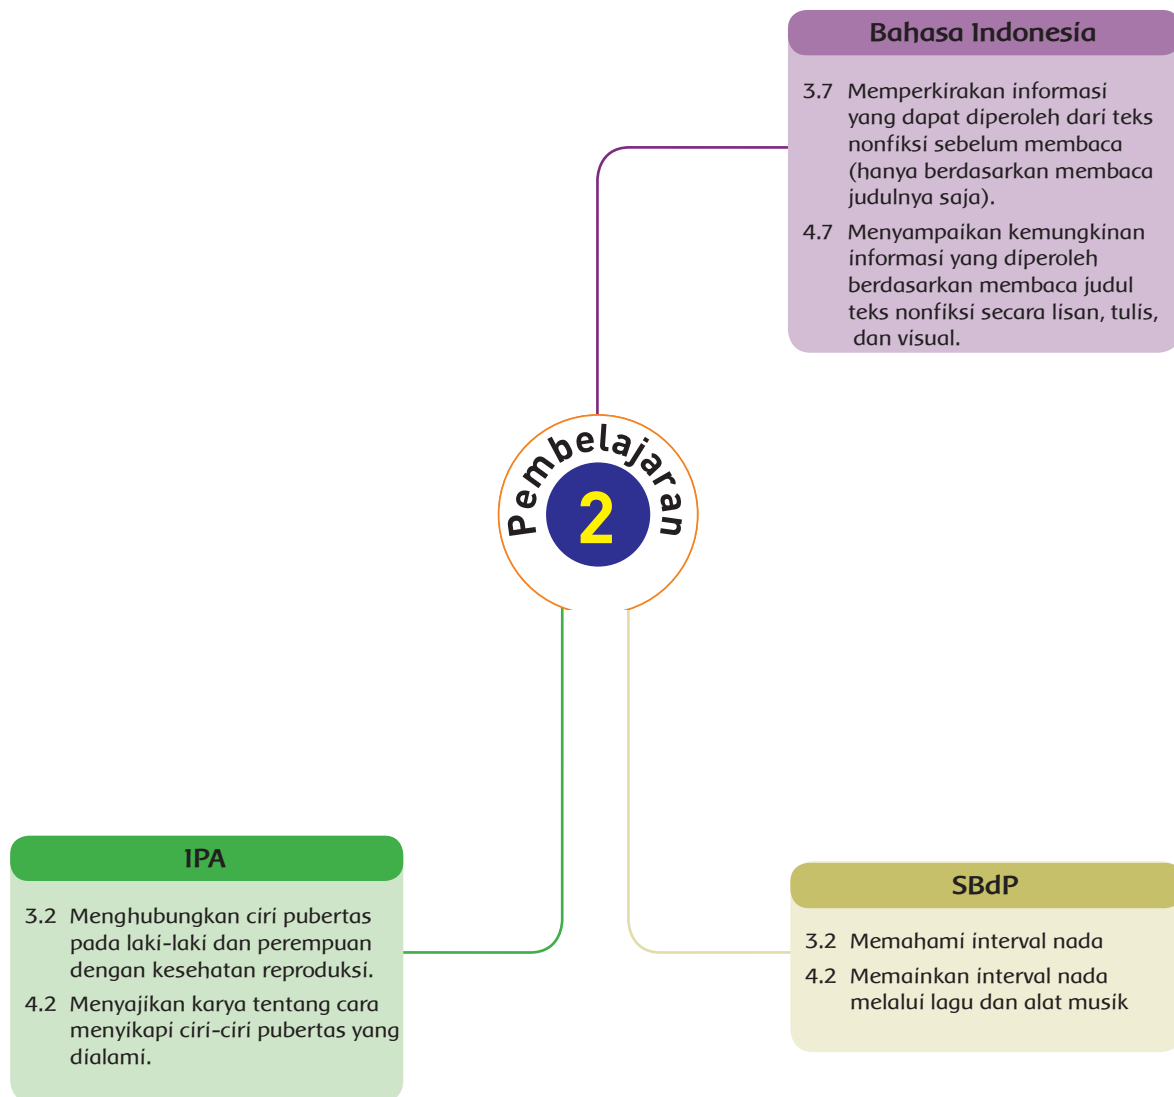 Bahasa Indonesia
3.7 Memperkirakan informasi
yang dapat diperoleh dari teks
nonfiksi sebelum membaca
(hanya berdasarkan membaca
judulnya saja).
4.7 Menyampaikan kemungkinan
informasi yang diperoleh
berdasarkan membaca judul
teks nonfiksi secara lisan, tulis,
dan visual.
Pembelajaran
2
IPA
3.2 Menghubungkan ciri pubertas
pada laki-laki dan perempuan
dengan kesehatan reproduksi.
4.2 Menyajikan karya tentang cara
menyikapi ciri-ciri pubertas yang
dialami.
SBdP
3.2 Memahami interval nada
4.2 Memainkan interval nada
melalui lagu dan alat musik